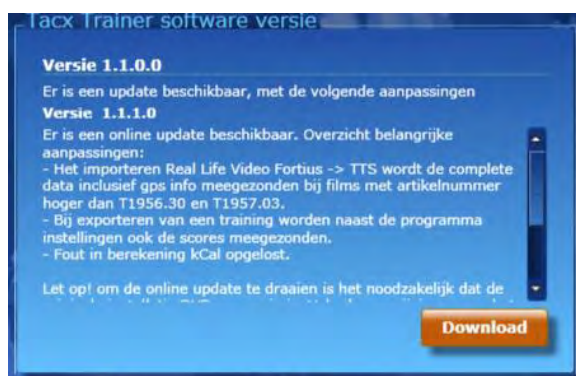 Tacx Trainer software versie
Versie 1.1.0.0
Er is een update beschikbaar, met de volgende aanpassingen
Versie 1.1.1.0
Er is een online update beschikbaar. Overzicht belangrijke
aanpassingen:
- Het importeren Real Life Video Fortius -> TTS wordt de complete
data inclusief gps info meegezonden bij films met artikelnummer
hoger dan T1956.30 en T1957.03.
- Bij exporteren van een training worden naast de programma
instellingen ook de scores meegezonden.
- Fout in berekening kCal opgelost.
Let op! om de online update te draaien is het noodzakelijk dat de
Download